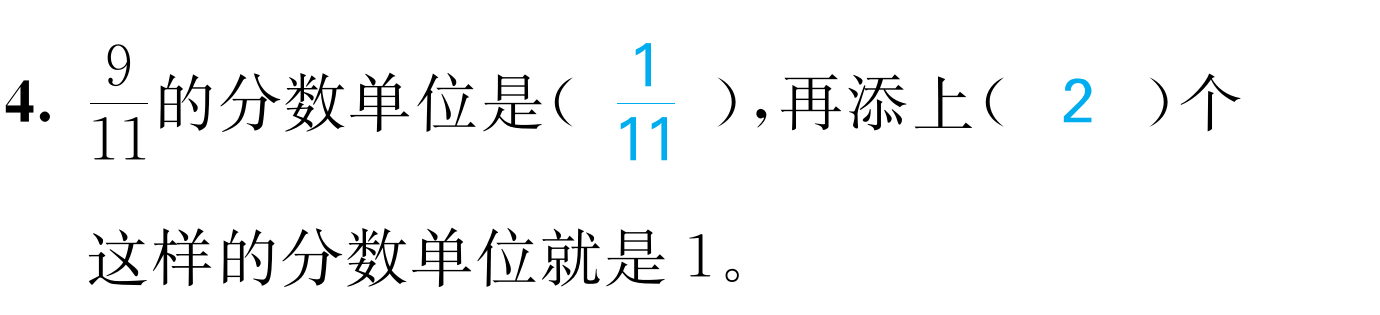 4. 9/11的分数单位是( 1/11 ),再添上( 2 )个
这样的分数单位就是1。